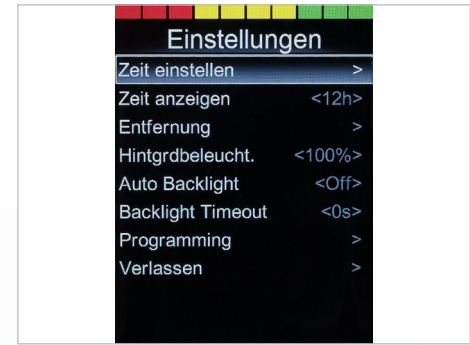 Einstellungen
Zeit einstellen >
Zeit anzeigen <12h>
Entfernung >
Hintgrdbeleucht. <100%>
Auto Backlight <Off>
Backlight Timeout <0s>
Programming >
Verlassen >